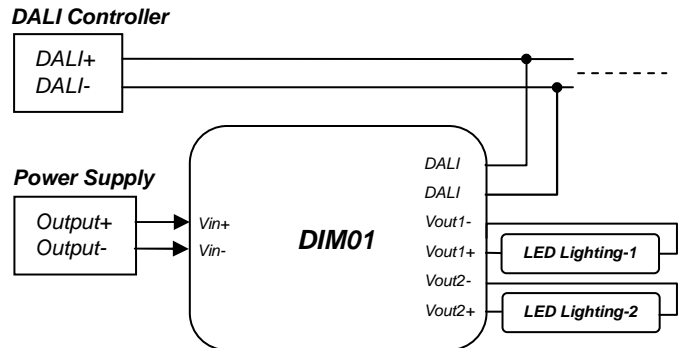 DALI Controller
DALI+
DALI-
Power Supply
Output+
Output-
Vin+
Vin-
DIM01
DALI
DALI
Vout1-
Vout1+
Vout2-
Vout2+
LED Lighting-1
LED Lighting-2